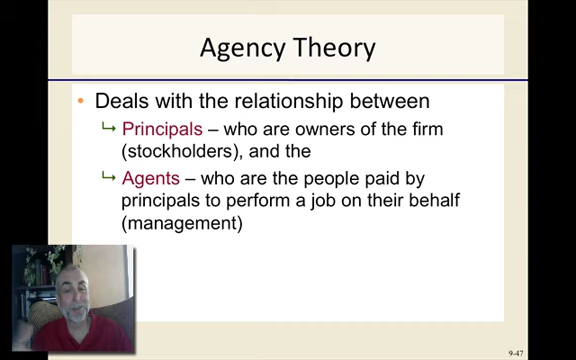 Agency Theory
• Deals with the relationship between
↳ Principals – who are owners of the firm
(stockholders), and the
↳ Agents – who are the people paid by
principals to perform a job on their behalf
(management)
9-47